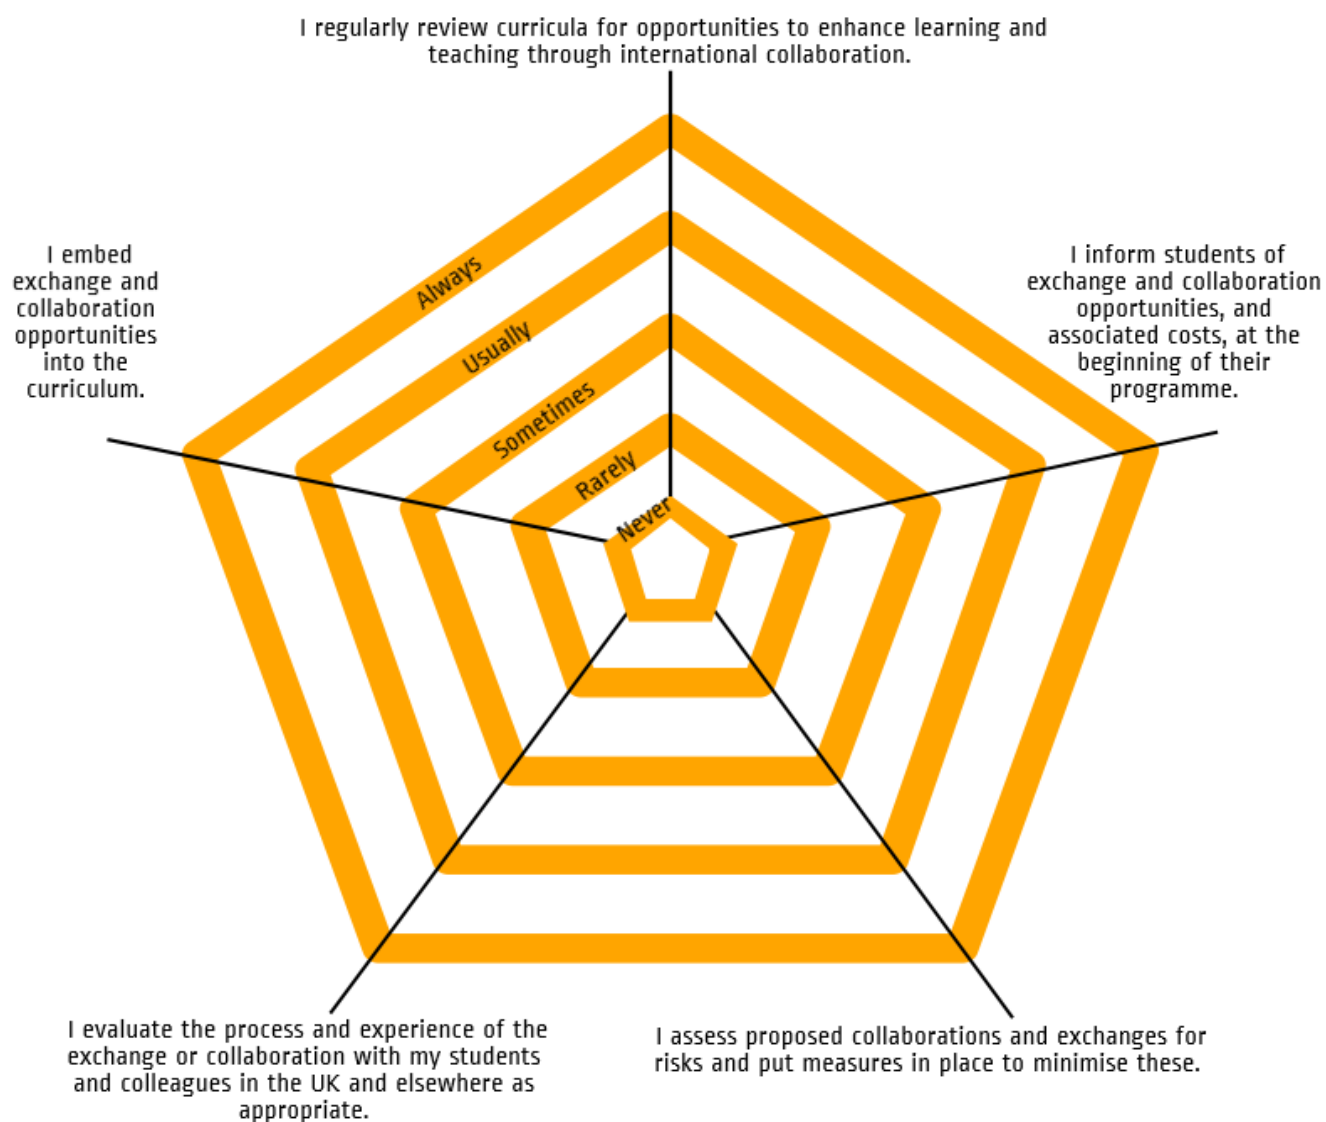 I regularly review curricula for opportunities to enhance learning and
teaching through international collaboration.
I embed
exchange and
collaboration
opportunities
into the
curriculum.
I inform students of
exchange and collaboration
opportunities, and
associated costs, at the
beginning of their
programme.
Always
Usually
Sometimes
Rarely
Never
I evaluate the process and experience of the
exchange or collaboration with my students
and colleagues in the UK and elsewhere as
appropriate.
I assess proposed collaborations and exchanges for
risks and put measures in place to minimise these.